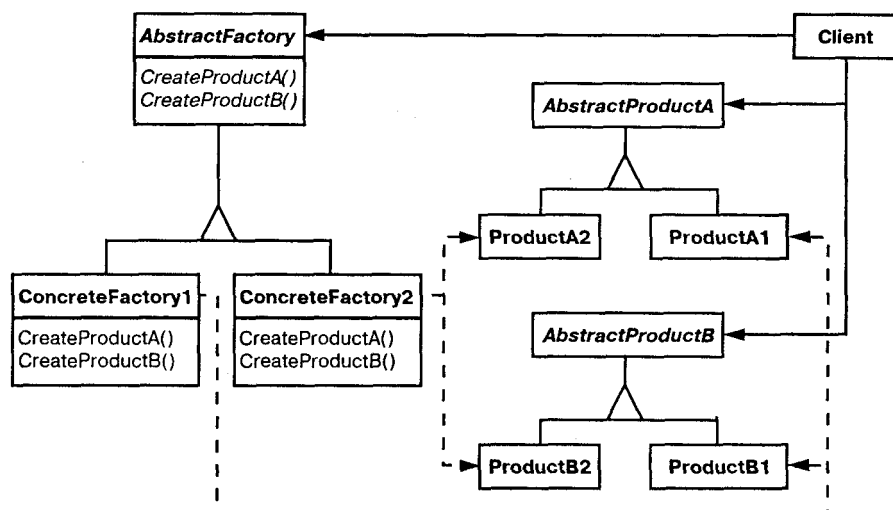 AbstractFactory
CreateProductA()
CreateProductB()
Client
AbstractProductA
ProductA2
ProductA1
ConcreteFactory1
CreateProductA()
CreateProductB()
ConcreteFactory2
CreateProductA()
CreateProductB()
AbstractProductB
ProductB2
ProductB1